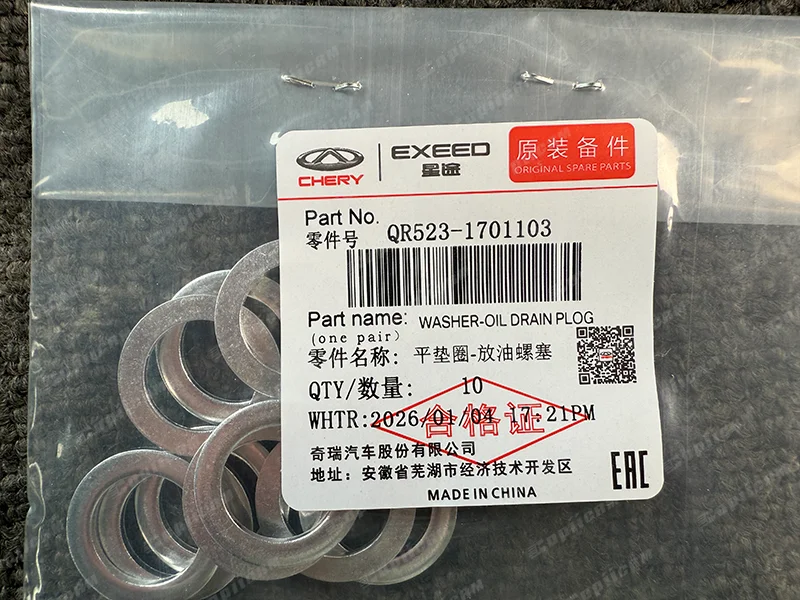 CHERY
EXEED
星途
原装备件
ORIGINAL SPARE PARTS
Part No.
零件号 QR523-1701103
Part name: WASHER-OIL DRAIN PLOG
(one pair)
零件名称: 平垫圈-放油螺塞
QTY/数量: 10
WHTR:2026/01/04 17:21PM
合格证
奇瑞汽车股份有限公司
地址: 安徽省芜湖市经济技术开发区
EAC
MADE IN CHINA